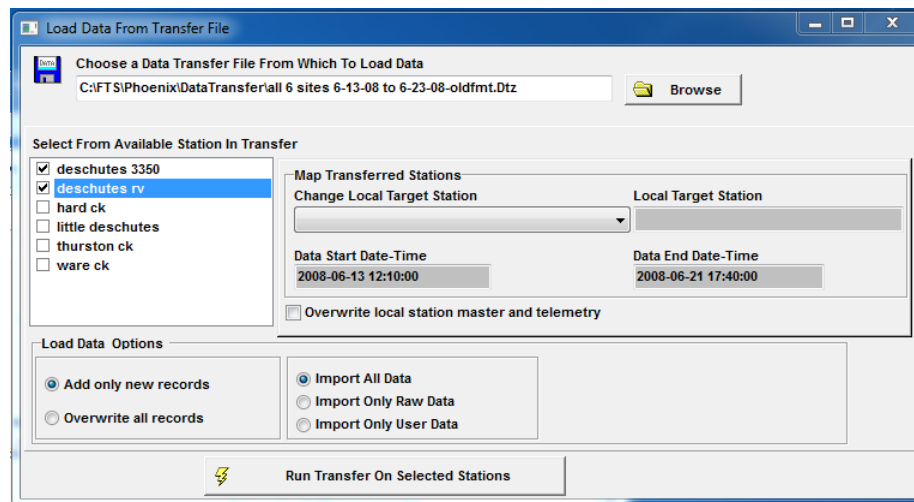 Load Data From Transfer File
DATA
Choose a Data Transfer File From Which To Load Data
C:\FTS\Phoenix\DataTransfer\all 6 sites 6-13-08 to 6-23-08-oldfmt.Dtz
Browse
Select From Available Station In Transfer
deschutes 3350
deschutes rv
hard ck
little deschutes
thurston ck
ware ck
Map Transferred Stations
Change Local Target Station Local Target Station
Data Start Date-Time Data End Date-Time
2008-06-13 12:10:00 2008-06-21 17:40:00
Overwrite local station master and telemetry
Load Data Options
Add only new records
Overwrite all records
Import All Data
Import Only Raw Data
Import Only User Data
Run Transfer On Selected Stations